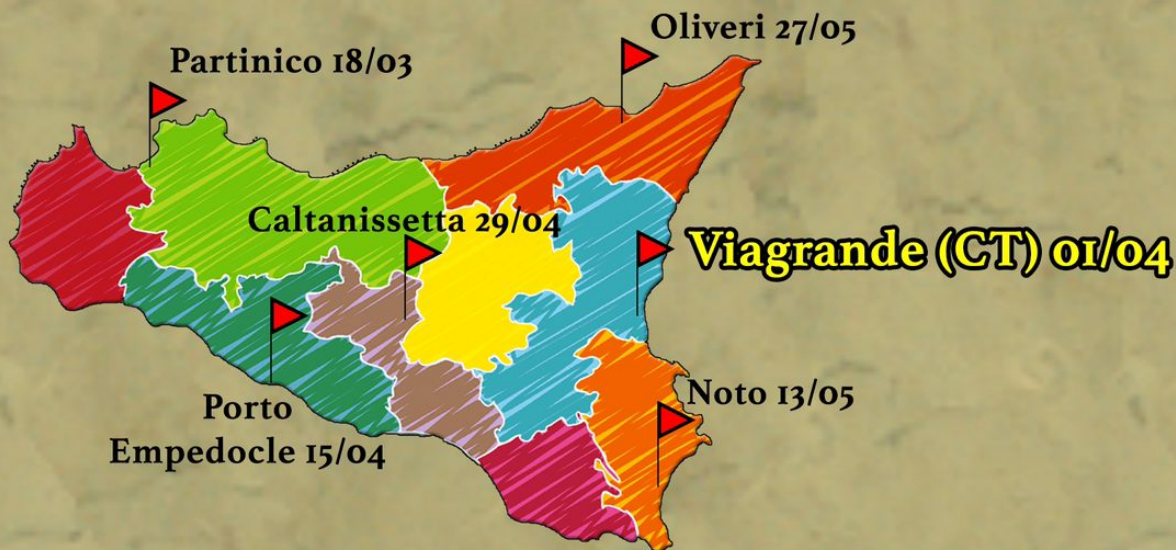 Oliveri 27/05
Partinico 18/03
Caltanissetta 29/04
Viagrande (CT) 01/04
Noto 13/05
Porto
Empedocle 15/04